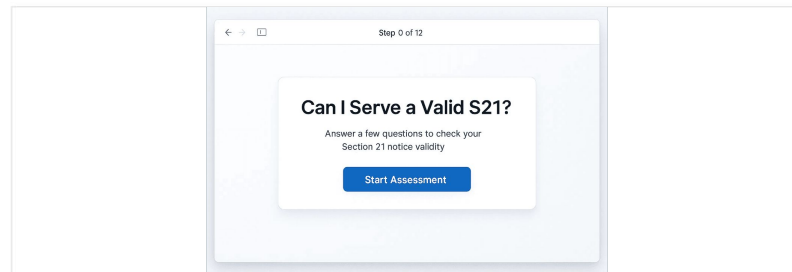 Step 0 of 12
Can I Serve a Valid S21?
Answer a few questions to check your
Section 21 notice validity
Start Assessment